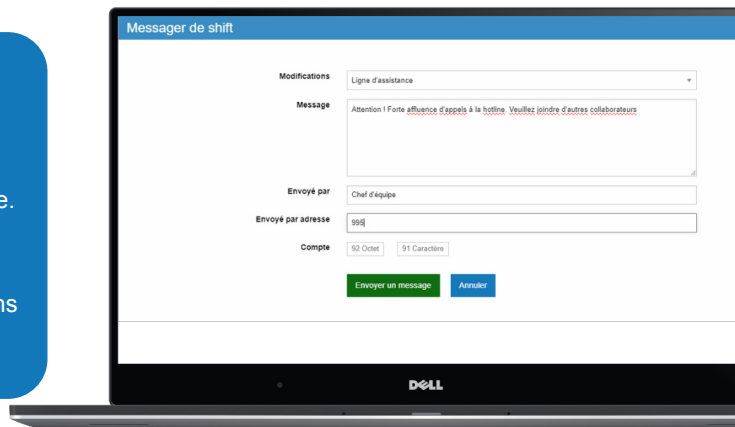 Messager de shift
e.
ns
Modifications
Ligne d'assistance
Message
Attention ! Forte affluence d'appels à la hotline. Veuillez joindre d'autres collaborateurs
Envoyé par
Chef d'équipe
Envoyé par adresse
995
Compte
92 Octet
91 Caractère
Envoyer un message
Annuler
DELL